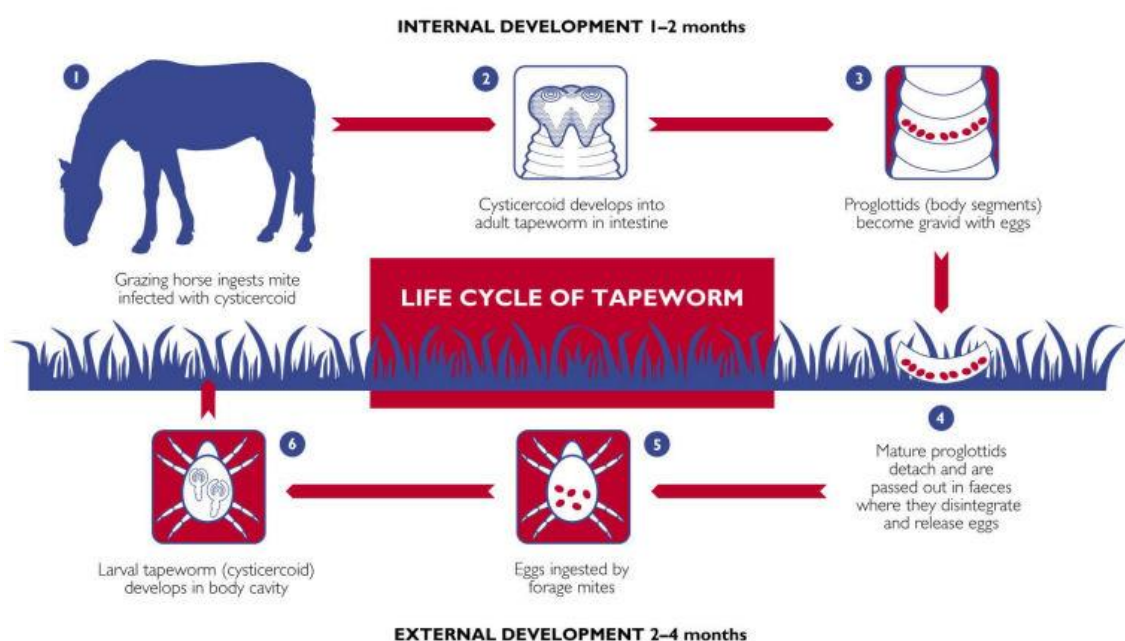 INTERNAL DEVELOPMENT 1–2 months
1
Grazing horse ingests mite
infected with cysticercoid
2
Cysticercoid develops into
adult tapeworm in intestine
3
Proglottids (body segments)
become gravid with eggs
LIFE CYCLE OF TAPEWORM
4
Mature proglottids
detach and are
passed out in faeces
where they disintegrate
and release eggs
5
Eggs ingested by
forage mites
6
Larval tapeworm (cysticercoid)
develops in body cavity
EXTERNAL DEVELOPMENT 2–4 months